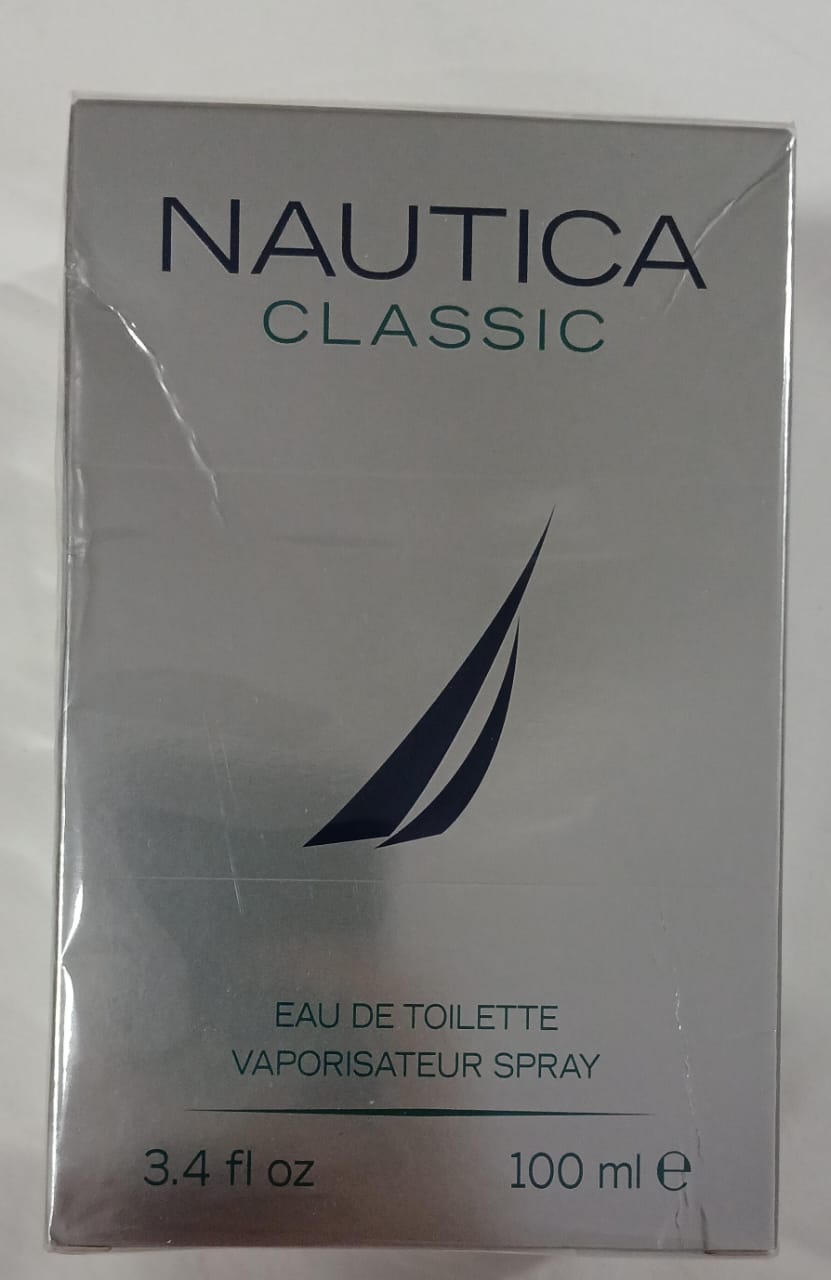 NAUTICA
CLASSIC
EAU DE TOILETTE
VAPORISATEUR SPRAY
3.4 fl oz 100 ml ℮